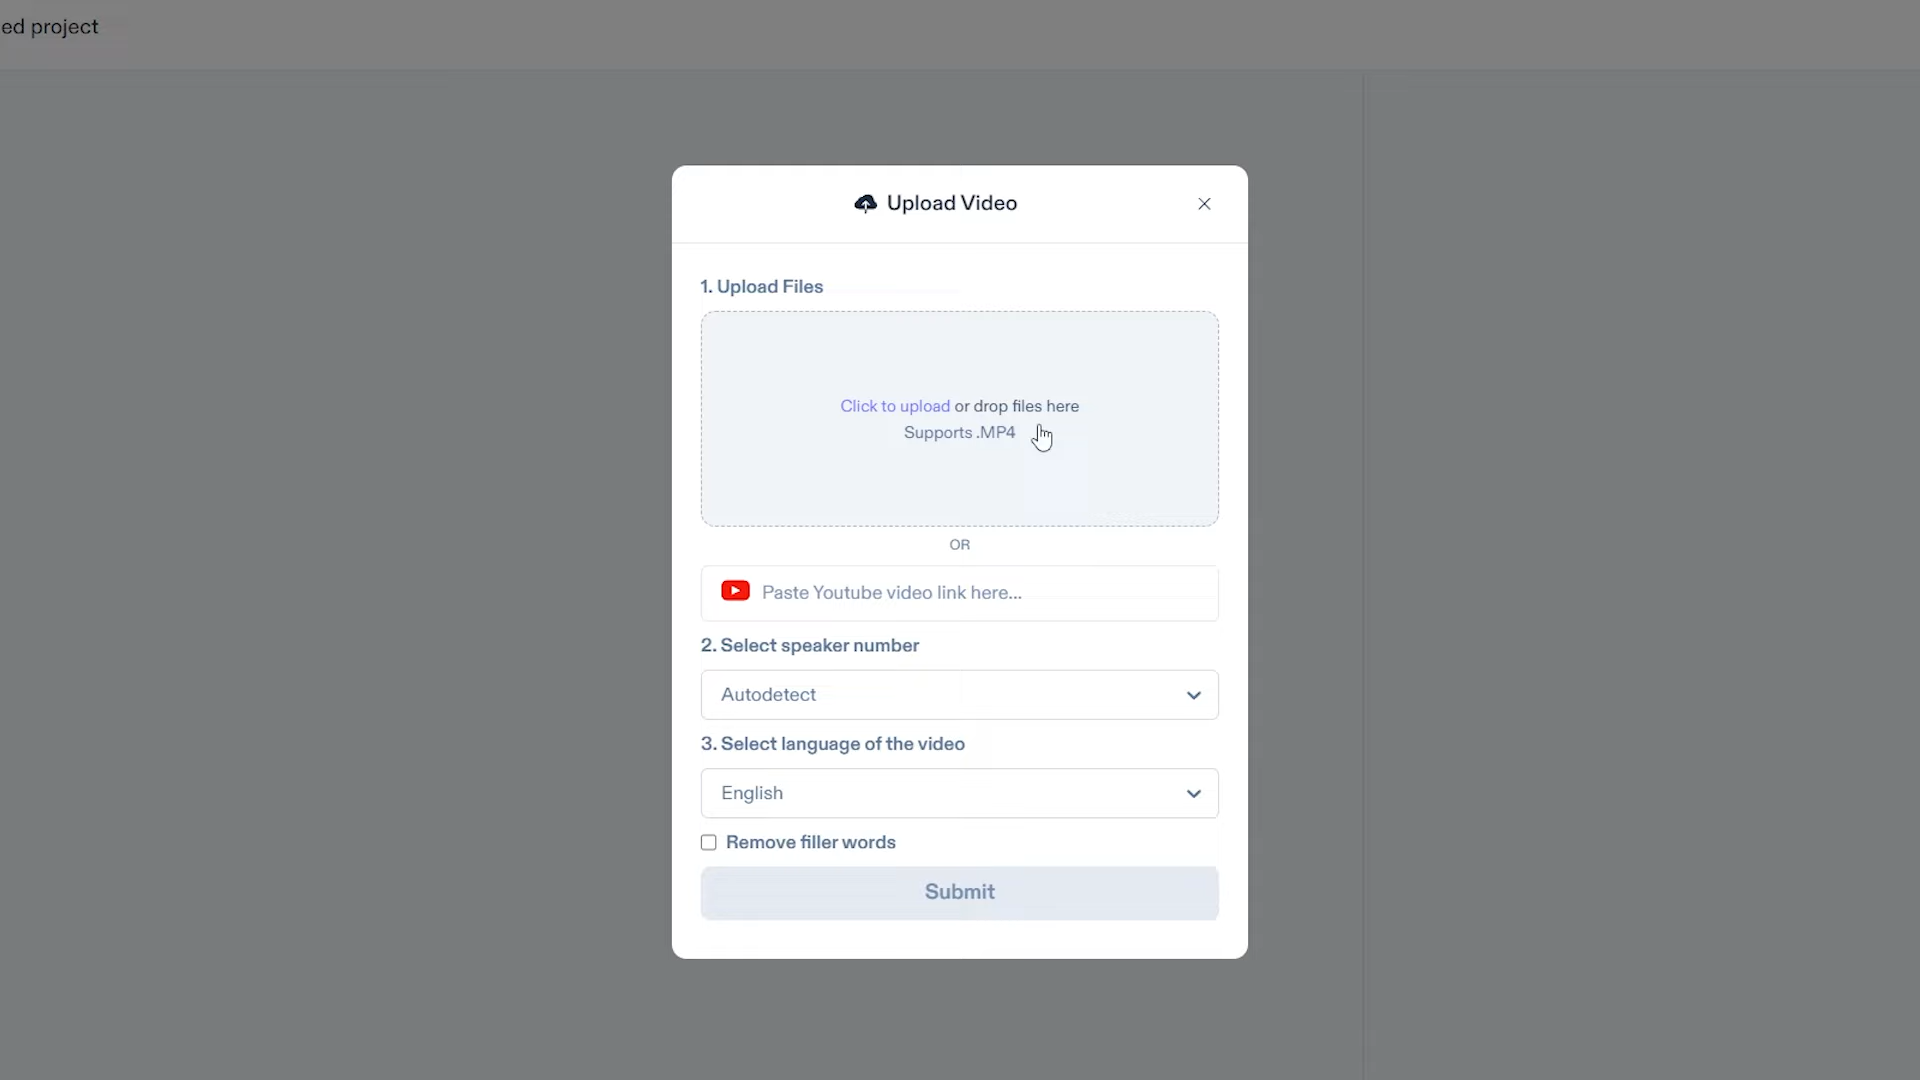 ed project
Upload Video
1. Upload Files
Click to upload or drop files here
Supports .MP4
OR
Paste Youtube video link here...
2. Select speaker number
Autodetect
3. Select language of the video
English
Remove filler words
Submit